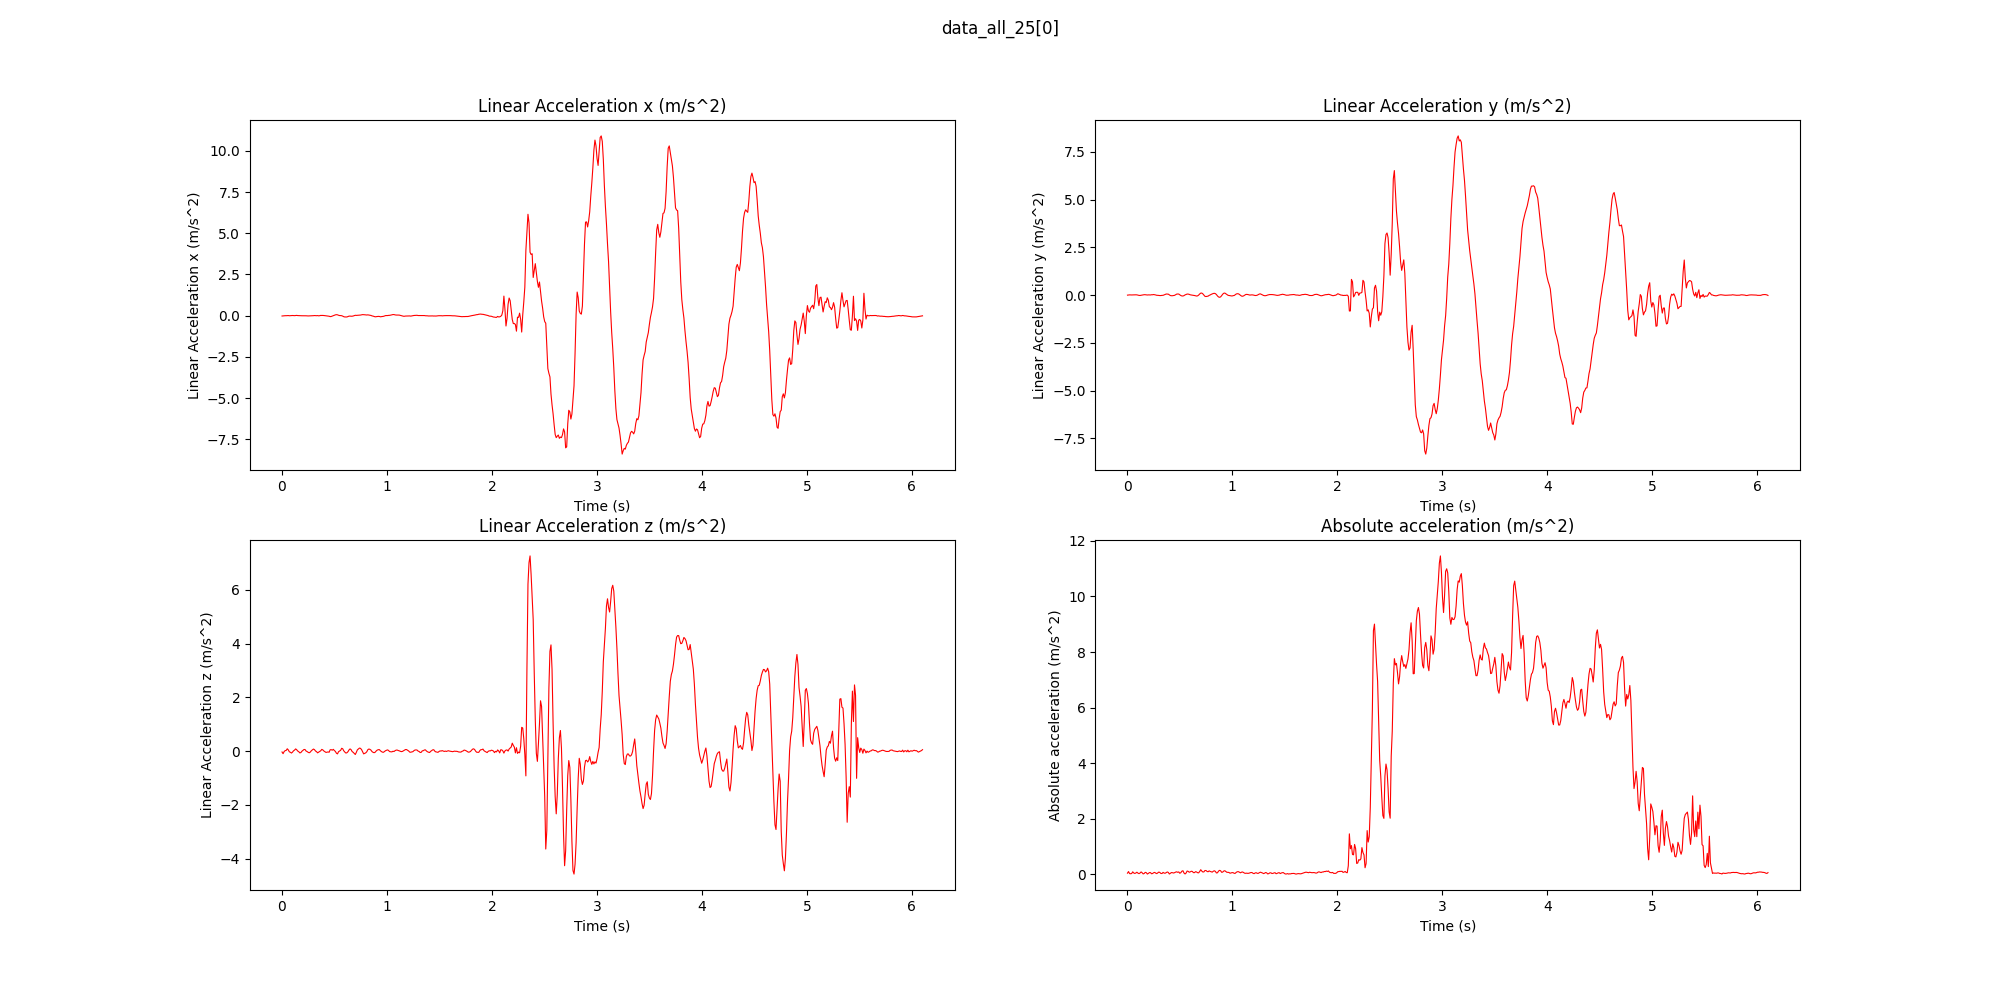 data_all_25[0]
Linear Acceleration x (m/s^2)
Linear Acceleration x (m/s^2)
10.0
7.5
5.0
2.5
0.0
−2.5
−5.0
−7.5
0 1 2 3 4 5 6
Time (s)
Linear Acceleration y (m/s^2)
Linear Acceleration y (m/s^2)
7.5
5.0
2.5
0.0
−2.5
−5.0
−7.5
0 1 2 3 4 5 6
Time (s)
Linear Acceleration z (m/s^2)
Linear Acceleration z (m/s^2)
6
4
2
0
−2
−4
0 1 2 3 4 5 6
Time (s)
Absolute acceleration (m/s^2)
Absolute acceleration (m/s^2)
12
10
8
6
4
2
0
0 1 2 3 4 5 6
Time (s)